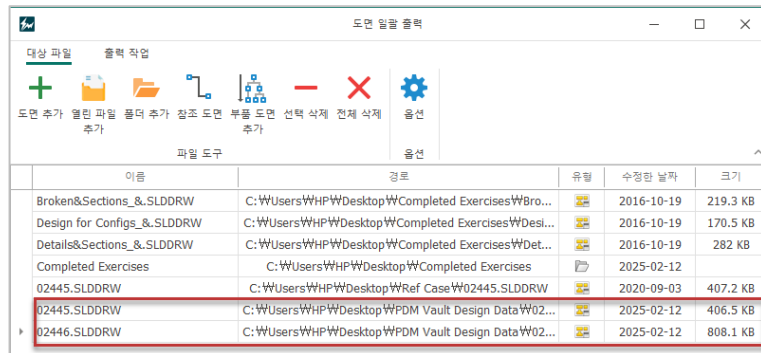 도면 일괄 출력
대상 파일 출력 작업
도면 추가 열린 파일 추가 폴더 추가 참조 도면 부품 도면 추가 선택 삭제 전체 삭제 옵션
파일 도구 옵션
이름 경로 유형 수정한 날짜 크기
Broken&Sections_&.SLDDRW C:₩Users₩HP₩Desktop₩Completed Exercises₩Bro... 2016-10-19 219.3 KB
Design for Configs_&.SLDDRW C:₩Users₩HP₩Desktop₩Completed Exercises₩Desi... 2016-10-19 170.5 KB
Details&Sections_&.SLDDRW C:₩Users₩HP₩Desktop₩Completed Exercises₩Det... 2016-10-19 282 KB
Completed Exercises C:₩Users₩HP₩Desktop₩Completed Exercises 2025-02-12
02445.SLDDRW C:₩Users₩HP₩Desktop₩Ref Case₩02445.SLDDRW 2020-09-03 407.2 KB
02445.SLDDRW C:₩Users₩HP₩Desktop₩PDM Vault Design Data₩02... 2025-02-12 406.5 KB
02446.SLDDRW C:₩Users₩HP₩Desktop₩PDM Vault Design Data₩02... 2025-02-12 808.1 KB